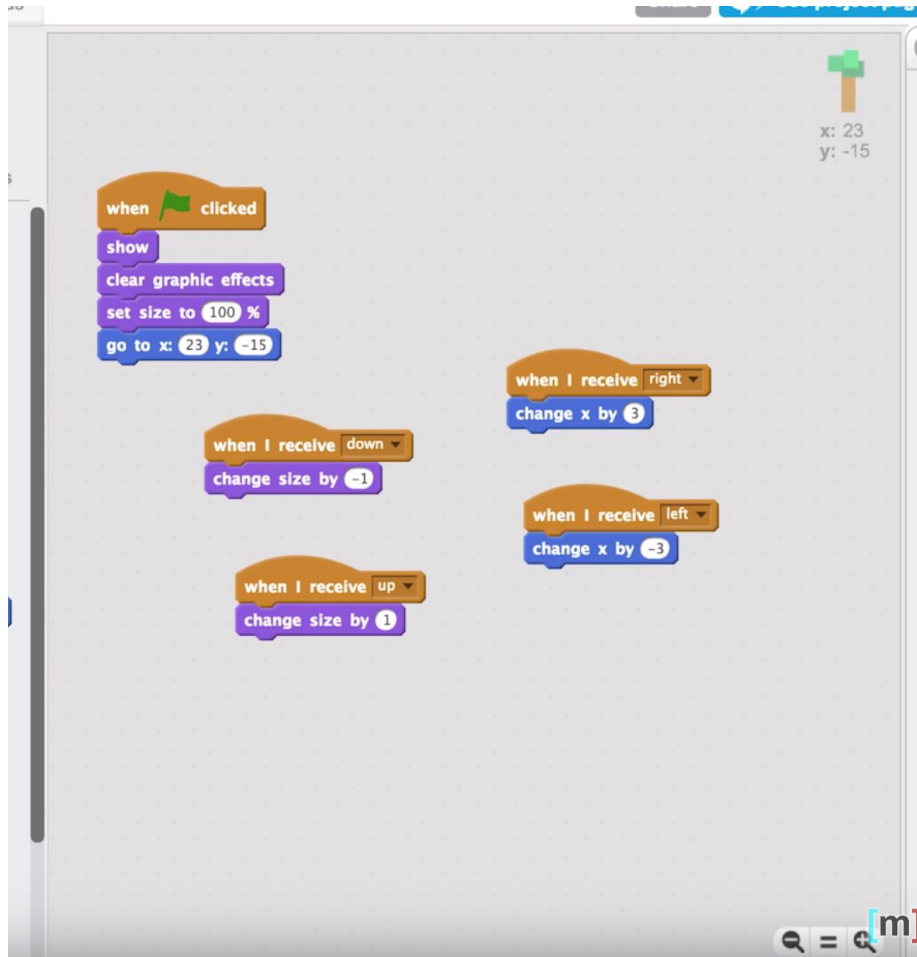 x: 23
y: -15
when clicked
show
clear graphic effects
set size to 100 %
go to x: 23 y: -15
when I receive right
change x by 3
when I receive down
change size by -1
when I receive left
change x by -3
when I receive up
change size by 1
[m]